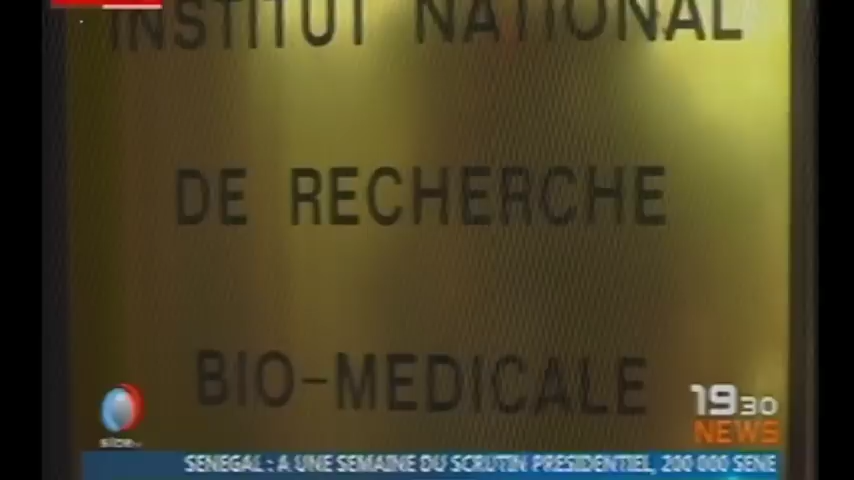 INSTITUT NATIONAL
DE RECHERCHE
BIO-MEDICALE
19 30
NEWS
SENEGAL : A UNE SEMAINE DU SCRUTIN PRESIDENTIEL, 200 000 SENE